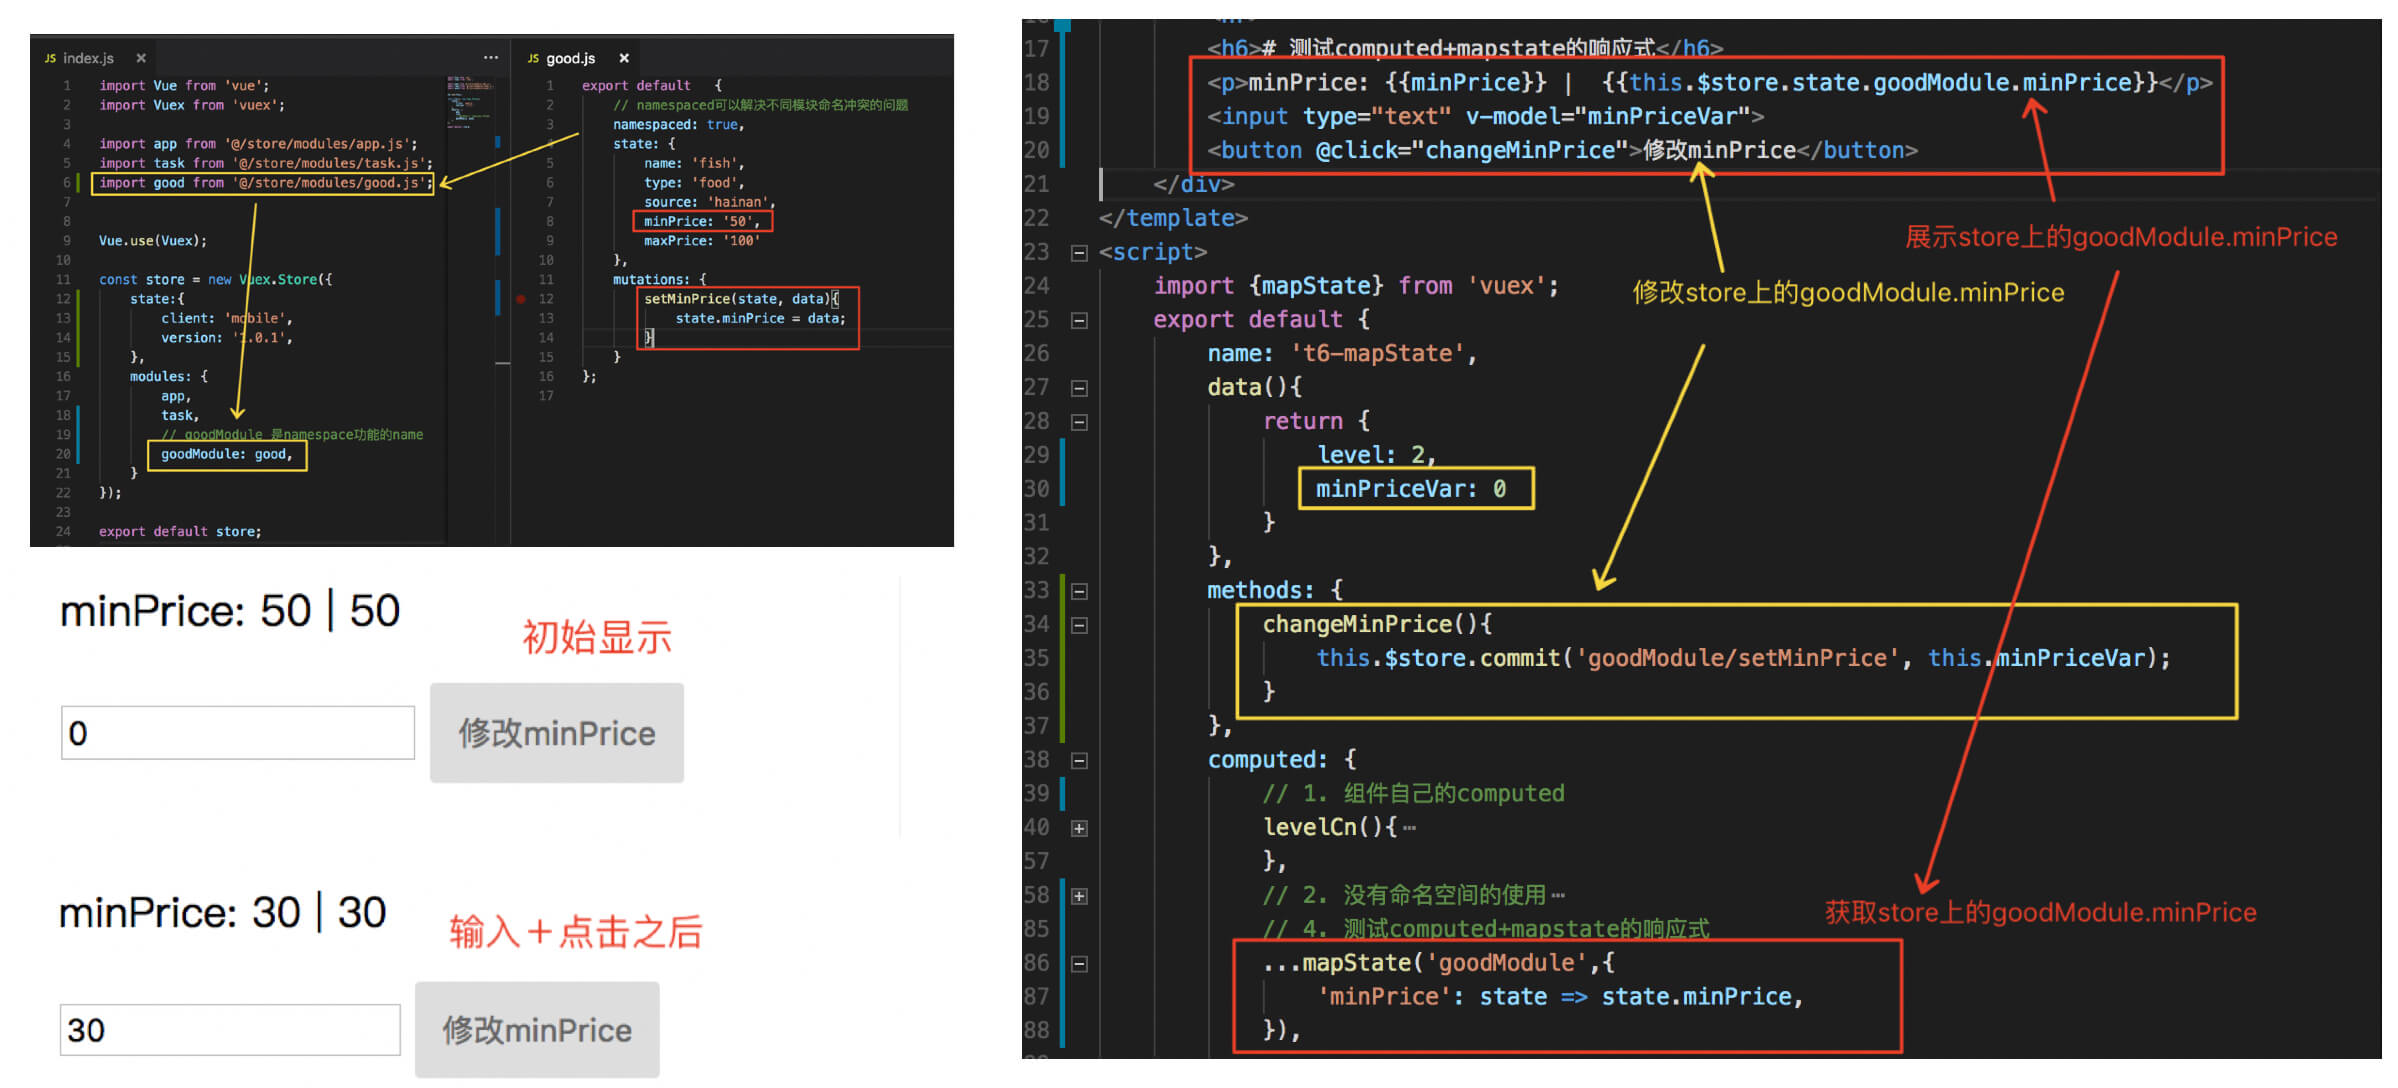 JS index.js × ···
1 import Vue from 'vue';
2 import Vuex from 'vuex';
3
4 import app from '@/store/modules/app.js';
5 import task from '@/store/modules/task.js';
6 import good from '@/store/modules/good.js';
7
8
9 Vue.use(Vuex);
10
11 const store = new Vuex.Store({
12 state:{
13 client: 'mobile',
14 version: '1.0.1',
15 },
16 modules: {
17 app,
18 task,
19 // goodModule 是namespace功能的name
20 goodModule: good,
21 }
22 });
23
24 export default store;
JS good.js ×
1 export default {
2 // namespaced可以解决不同模块命名冲突的问题
3 namespaced: true,
4 state: {
5 name: 'fish',
6 type: 'food',
7 source: 'hainan',
8 minPrice: '50',
9 maxPrice: '100'
10 },
11 mutations: {
12 setMinPrice(state, data){
13 state.minPrice = data;
14 }
15 }
16 };
17
minPrice: 50 | 50
初始显示
0 修改minPrice
minPrice: 30 | 30
输入＋点击之后
30 修改minPrice
17 <h6># 测试computed+mapstate的响应式</h6>
18 <p>minPrice: {{minPrice}} | {{this.$store.state.goodModule.minPrice}}</p>
19 <input type="text" v-model="minPriceVar">
20 <button @click="changeMinPrice">修改minPrice</button>
21 </div>
22 </template>
展示store上的goodModule.minPrice
23 <script>
24 import {mapState} from 'vuex';
修改store上的goodModule.minPrice
25 export default {
26 name: 't6-mapState',
27 data(){
28 return {
29 level: 2,
30 minPriceVar: 0
31 }
32 },
33 methods: {
34 changeMinPrice(){
35 this.$store.commit('goodModule/setMinPrice', this.minPriceVar);
36 }
37 },
38 computed: {
39 // 1. 组件自己的computed
40 levelCn(){···
57 },
58 // 2. 没有命名空间的使用···
获取store上的goodModule.minPrice
85 // 4. 测试computed+mapstate的响应式
86 ...mapState('goodModule',{
87 'minPrice': state => state.minPrice,
88 }),